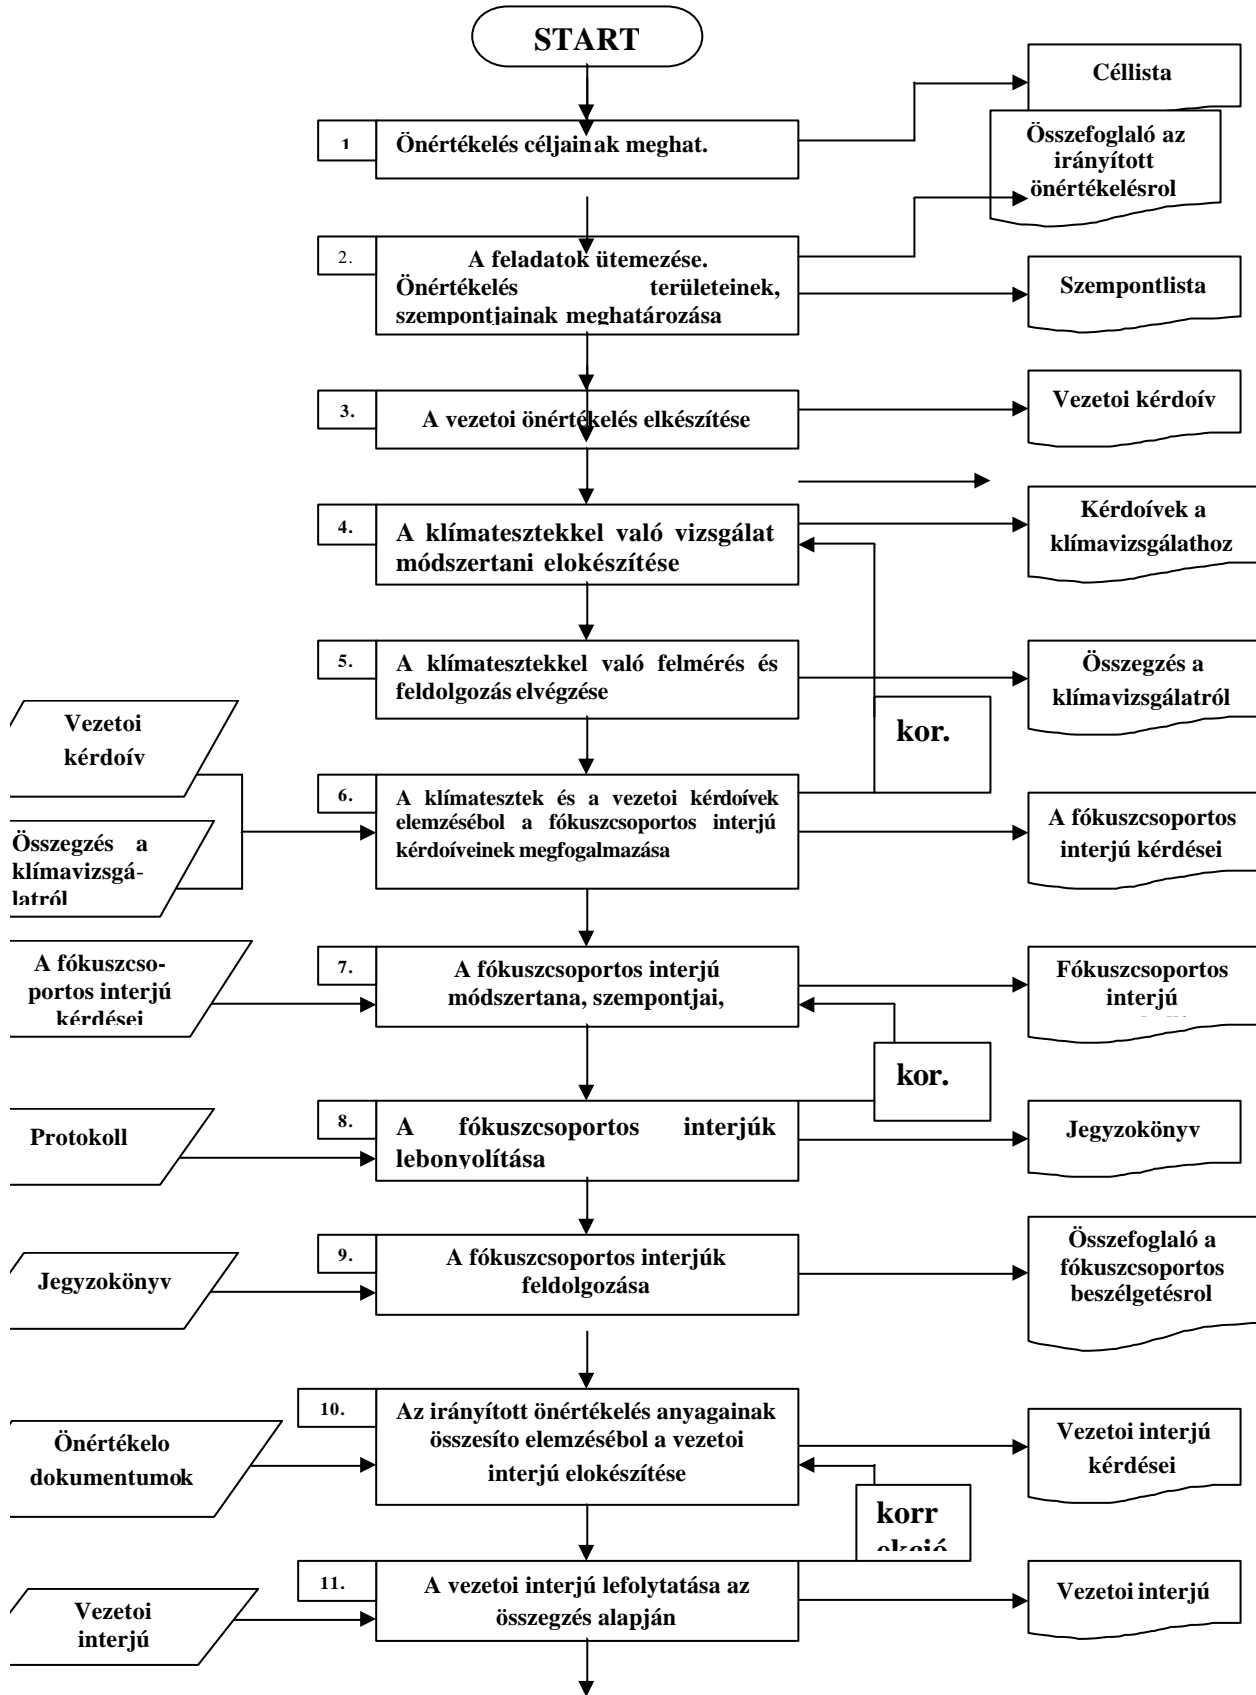 START
Céllista
1
Önértékelés céljainak meghat.
Összefoglaló az
irányított
önértékelésrol
2.
A feladatok ütemezése.
Önértékelés területeinek,
szempontjainak meghatározása
Szempontlista
3.
A vezetoi önértékelés elkészítése
Vezetoi kérdoív
4.
A klímatesztekkel való vizsgálat
módszertani elokészítése
Kérdoívek a
klímavizsgálathoz
5.
A klímatesztekkel való felmérés és
feldolgozás elvégzése
Összegzés a
klímavizsgálatról
kor.
Vezetoi
kérdoív
Összegzés a
klímavizsgá-
latról
6.
A klímatesztek és a vezetoi kérdoívek
elemzésébol a fókuszcsoportos interjú
kérdoíveinek megfogalmazása
A fókuszcsoportos
interjú kérdései
A fókuszcso-
portos interjú
kérdései
7.
A fókuszcsoportos interjú
módszertana, szempontjai,
Fókuszcsoportos
interjú
kor.
Protokoll
8.
A fókuszcsoportos interjúk
lebonyolítása
Jegyzokönyv
Jegyzokönyv
9.
A fókuszcsoportos interjúk
feldolgozása
Összefoglaló a
fókuszcsoportos
beszélgetésrol
Önértékelo
dokumentumok
10.
Az irányított önértékelés anyagainak
összesíto elemzésébol a vezetoi
interjú elokészítése
Vezetoi interjú
kérdései
korr
ekció
Vezetoi
interjú
11.
A vezetoi interjú lefolytatása az
összegzés alapján
Vezetoi interjú